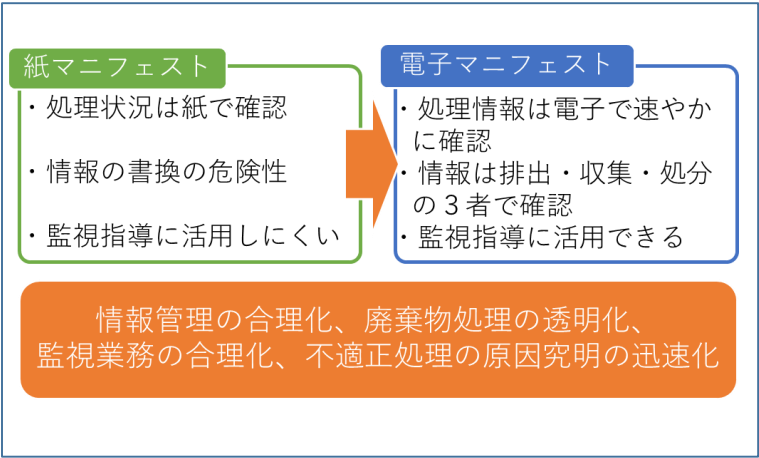 紙マニフェスト
・処理状況は紙で確認
・情報の書換の危険性
・監視指導に活用しにくい
電子マニフェスト
・処理情報は電子で速やか
に確認
・情報は排出・収集・処分
の３者で確認
・監視指導に活用できる
情報管理の合理化、廃棄物処理の透明化、
監視業務の合理化、不適正処理の原因究明の迅速化